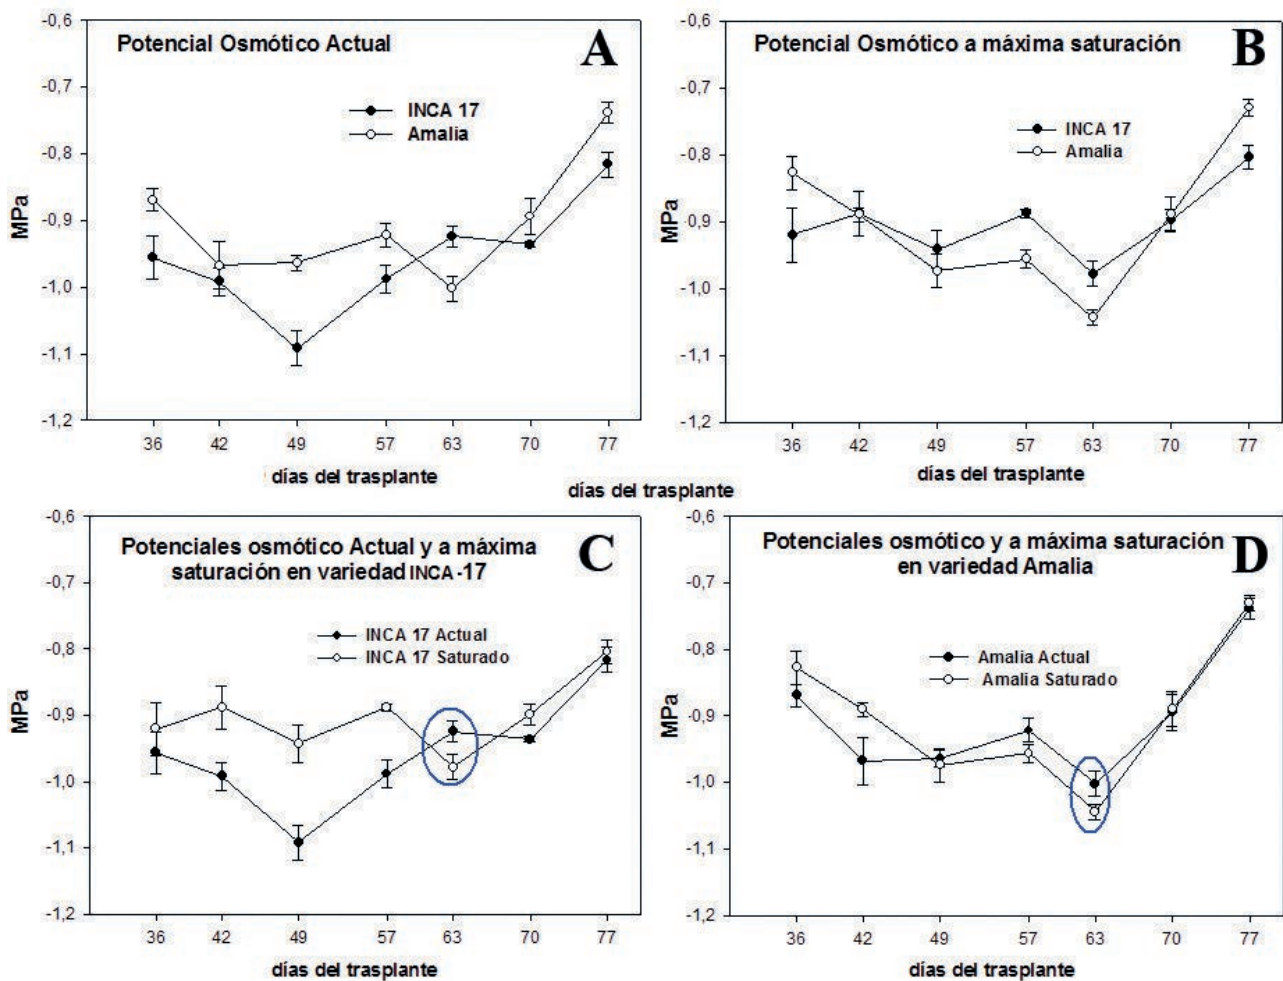 Potencial Osmótico Actual
A
INCA 17
Amalia
MPa
-0,6
-0,7
-0,8
-0,9
-1,0
-1,1
-1,2
36 42 49 57 63 70 77
días del trasplante
Potencial Osmótico a máxima saturación
B
INCA 17
Amalia
MPa
-0,6
-0,7
-0,8
-0,9
-1,0
-1,1
-1,2
36 42 49 57 63 70 77
días del trasplante
días del trasplante
Potenciales osmótico Actual y a máxima
saturación en variedad INCA-17
C
INCA 17 Actual
INCA 17 Saturado
MPa
-0,6
-0,7
-0,8
-0,9
-1,0
-1,1
-1,2
36 42 49 57 63 70 77
días del trasplante
Potenciales osmótico y a máxima saturación
en variedad Amalia
D
Amalia Actual
Amalia Saturado
MPa
-0,6
-0,7
-0,8
-0,9
-1,0
-1,1
-1,2
36 42 49 57 63 70 77
días del trasplante